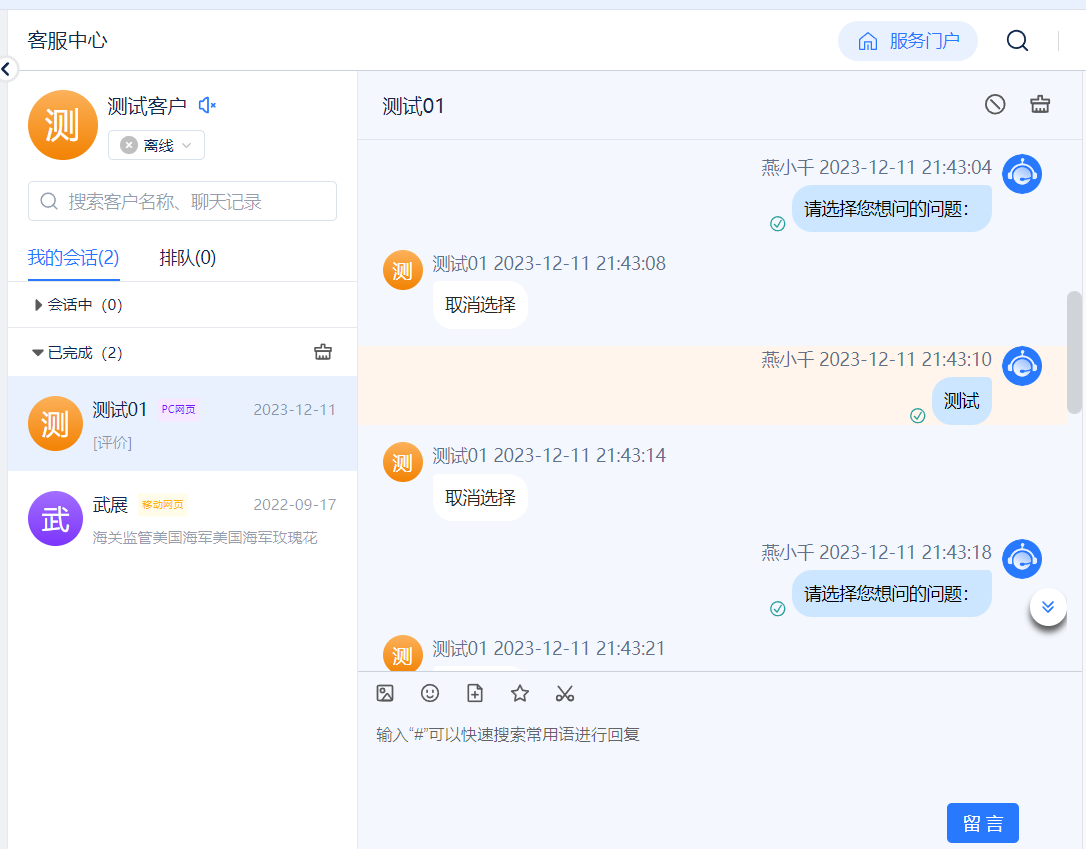 客服中心
服务门户
测
测试客户
离线
搜索客户名称、聊天记录
我的会话(2)
排队(0)
会话中（0）
已完成（2）
测
测试01
PC网页
2023-12-11
[评价]
武
武展
移动网页
2022-09-17
海关监管美国海军美国海军玫瑰花
测试01
燕小千 2023-12-11 21:43:04
请选择您想问的问题：
测
测试01 2023-12-11 21:43:08
取消选择
燕小千 2023-12-11 21:43:10
测试
测
测试01 2023-12-11 21:43:14
取消选择
燕小千 2023-12-11 21:43:18
请选择您想问的问题：
测
测试01 2023-12-11 21:43:21
输入“#”可以快速搜索常用语进行回复
留 言